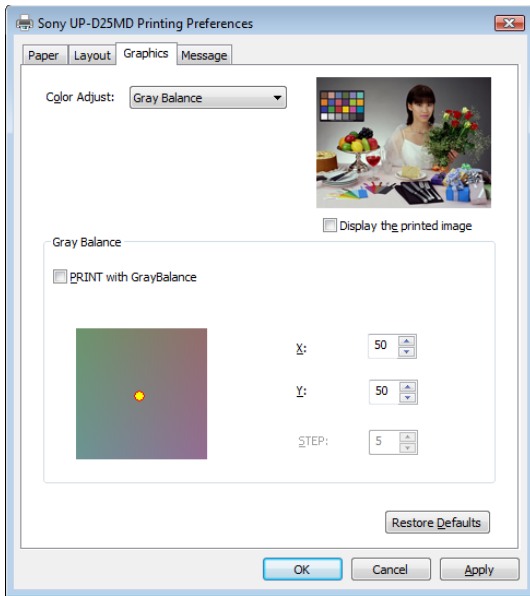 Sony UP-D25MD Printing Preferences
Paper Layout Graphics Message
Color Adjust: Gray Balance
Display the printed image
Gray Balance
PRINT with GrayBalance
X: 50
Y: 50
STEP: 5
Restore Defaults
OK Cancel Apply